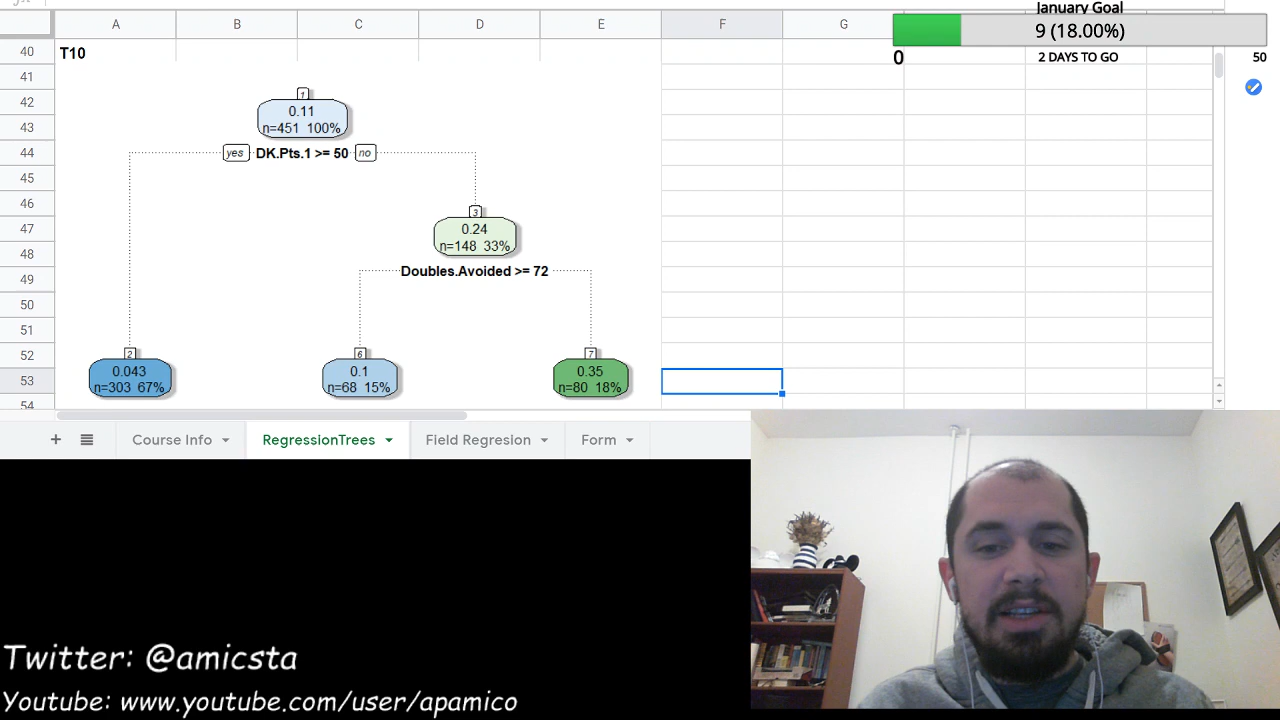 January Goal
9 (18.00%)
0 2 DAYS TO GO 50
A B C D E F G
40 T10
41
42
43
44
45
46
47
48
49
50
51
52
53
54
1
0.11
n=451 100%
yes DK.Pts.1 >= 50 no
3
0.24
n=148 33%
Doubles.Avoided >= 72
2 6 7
0.043 0.1 0.35
n=303 67% n=68 15% n=80 18%
+ Course Info RegressionTrees Field Regresion Form
Twitter: @amicsta
Youtube: www.youtube.com/user/apamico